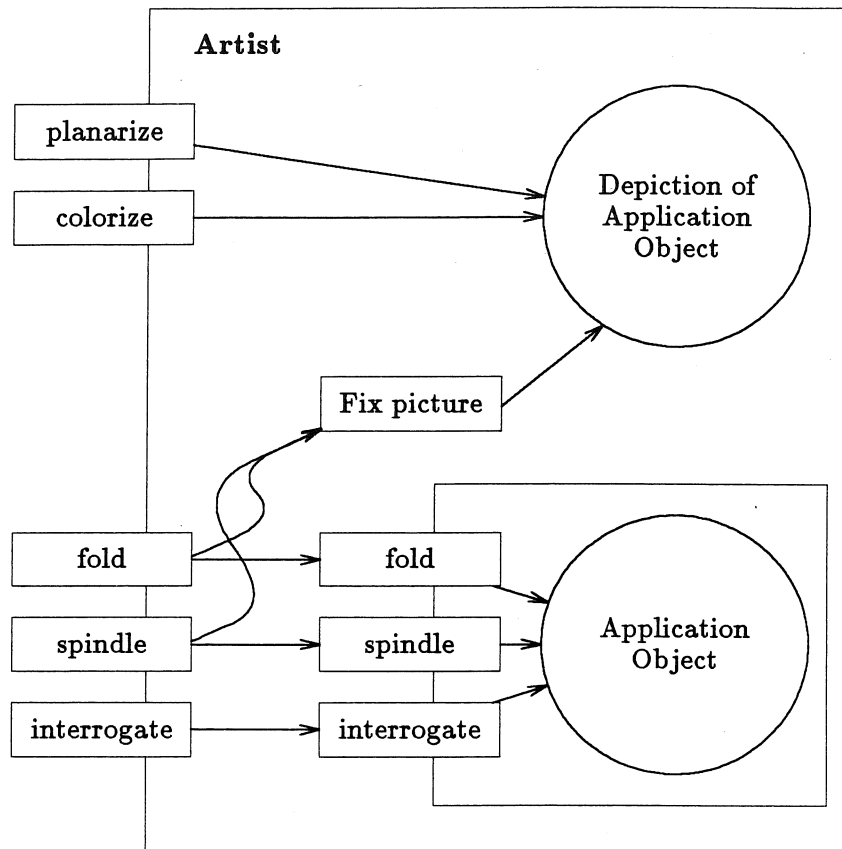 Artist
planarize
colorize
Depiction of
Application
Object
Fix picture
fold
fold
spindle
spindle
Application
Object
interrogate
interrogate